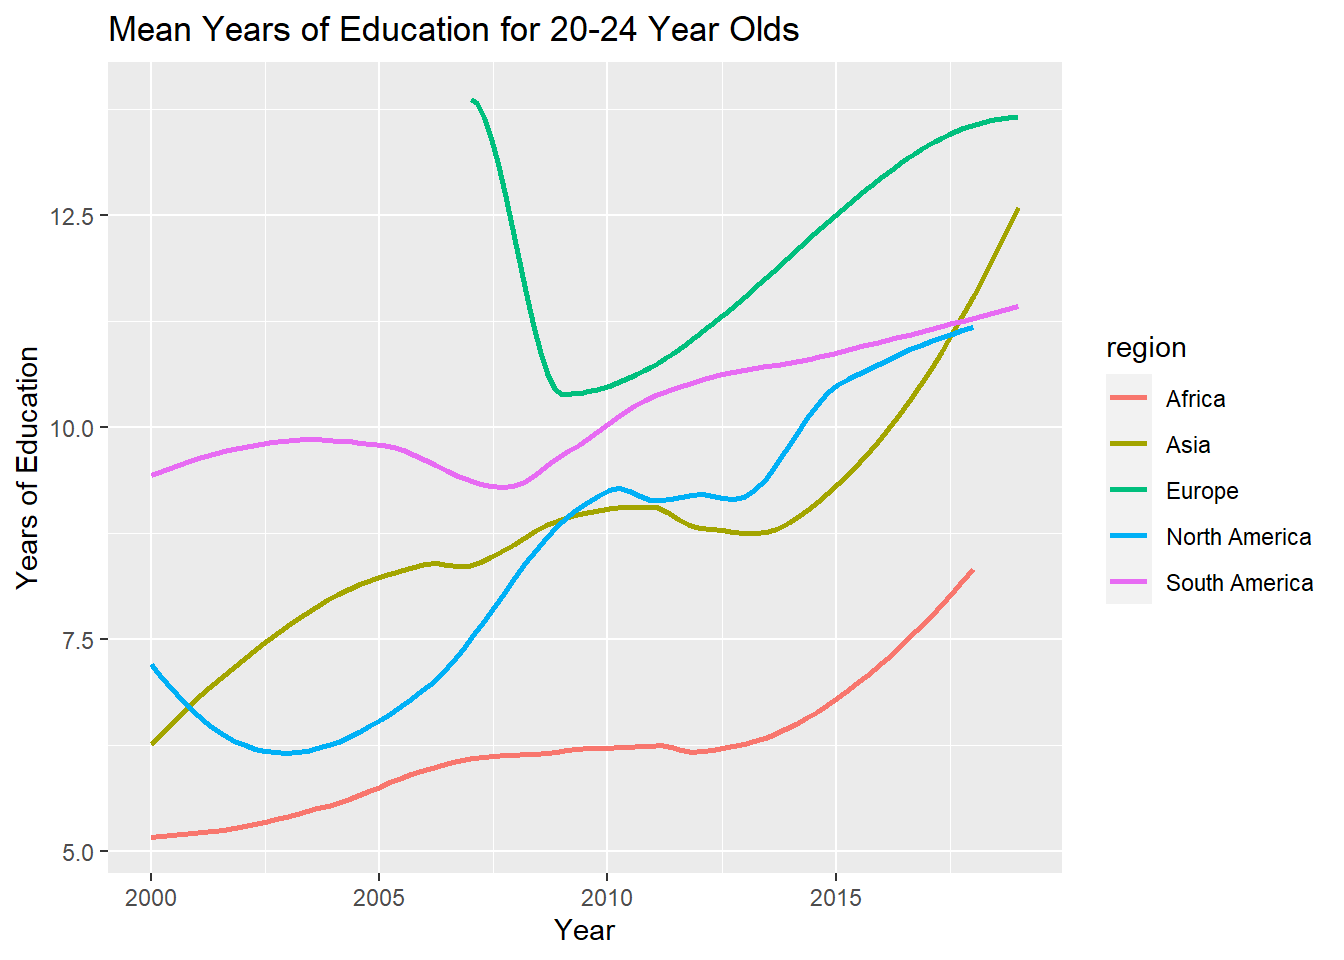 Mean Years of Education for 20-24 Year Olds
12.5
10.0
7.5
5.0
Years of Education
2000
2005
2010
2015
Year
region
Africa
Asia
Europe
North America
South America